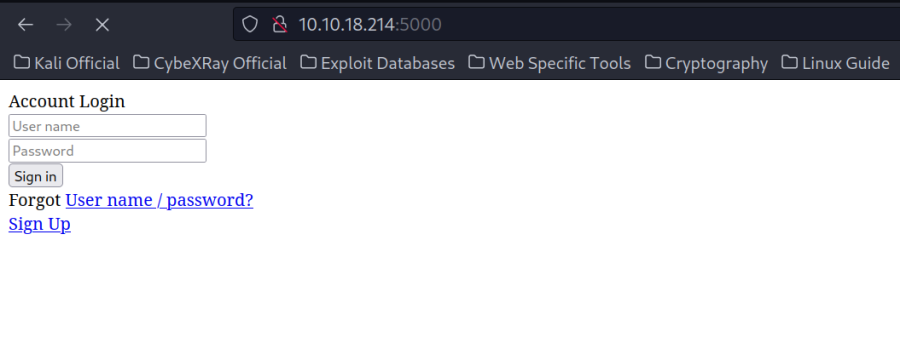 10.10.18.214:5000
Kali Official CybeXRay Official Exploit Databases Web Specific Tools Cryptography Linux Guide
Account Login
User name
Password
Sign in
Forgot User name / password?
Sign Up